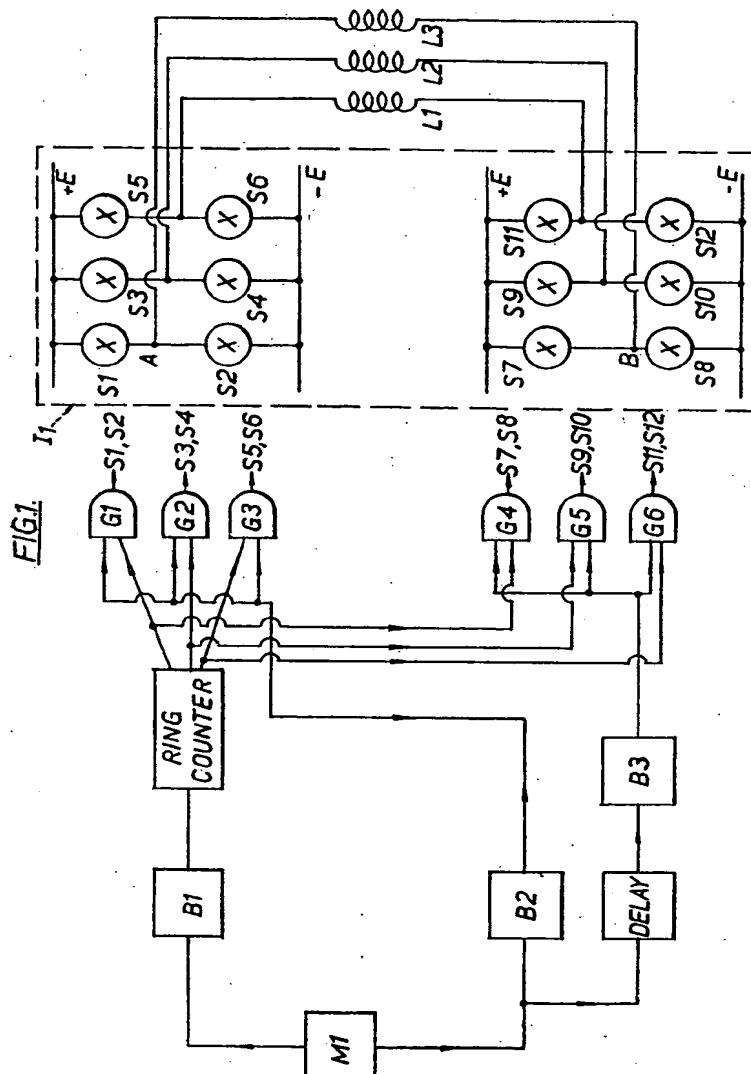 FIG.1.
I1
+E
S1
S3
S5
A
S2
S4
S6
-E
L1
L2
L3
G1
S1,S2
G2
S3,S4
G3
S5,S6
RING
COUNTER
B1
M1
B2
DELAY
B3
G4
S7,S8
G5
S9,S10
G6
S11,S12
+E
S7
S9
S11
B
S8
S10
S12
-E
X
X
X
X
X
X
X
X
X
X
X
X